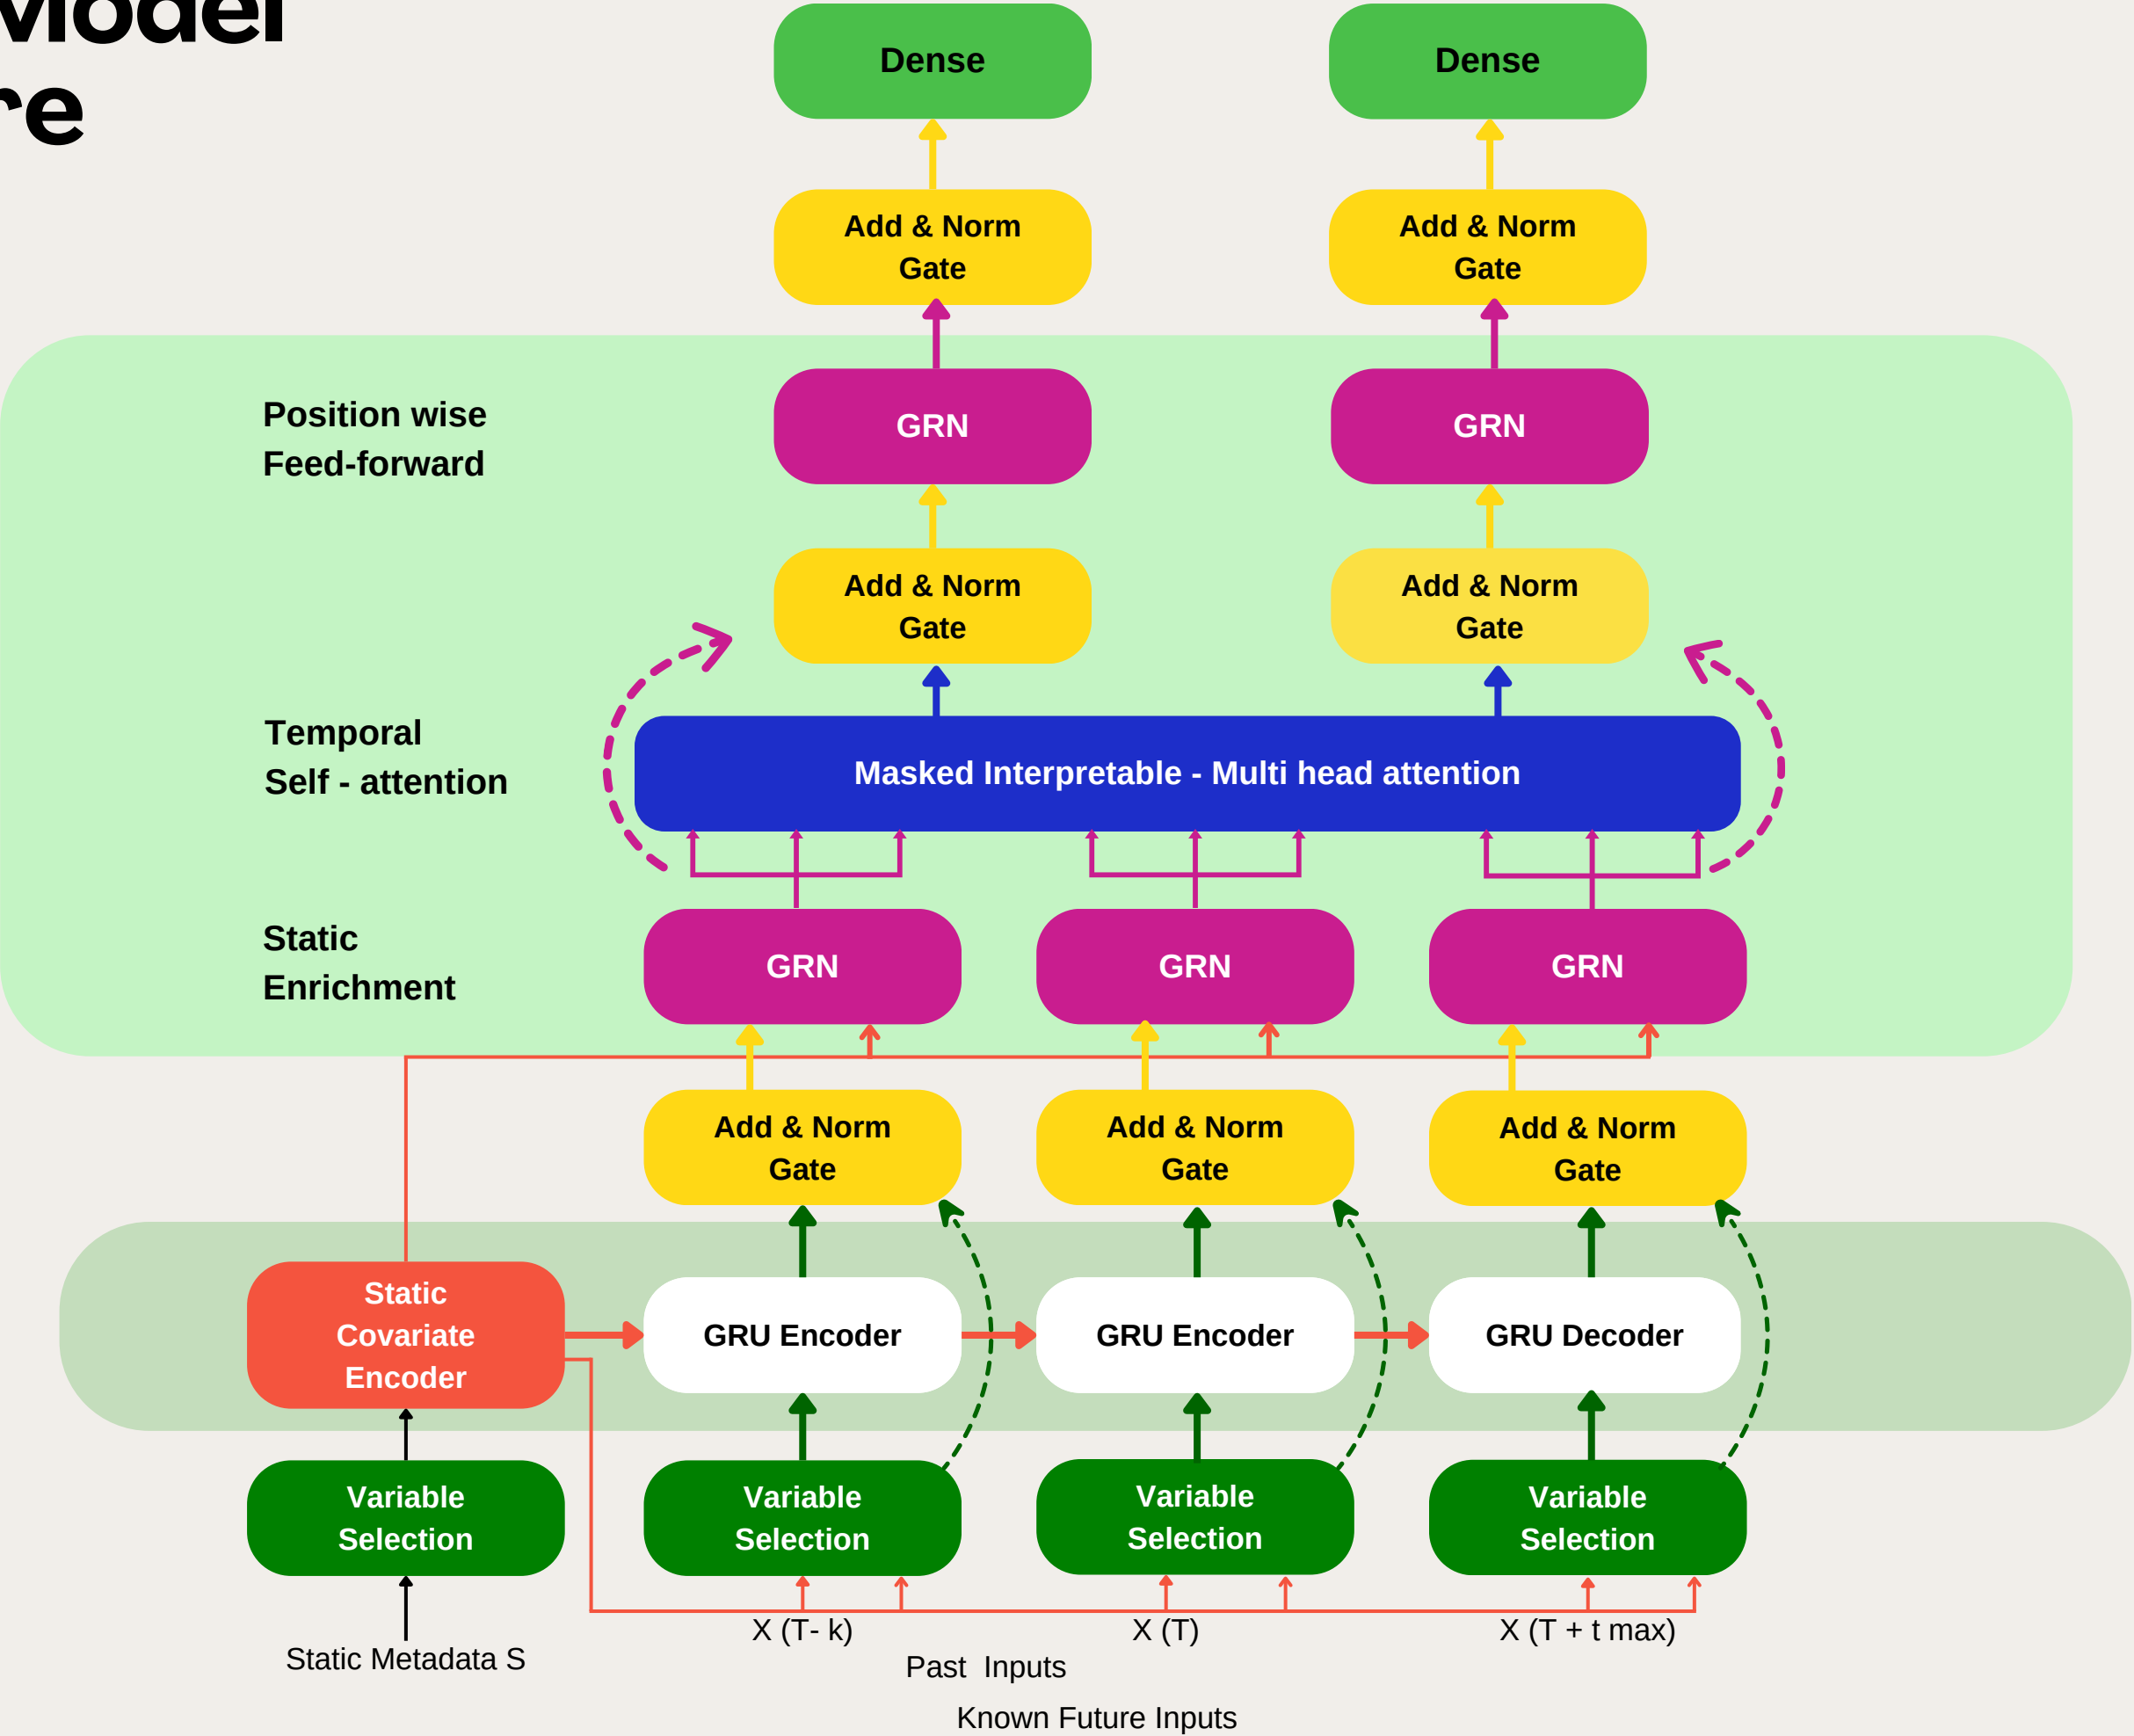 Model
re
Dense
Dense
Add & Norm
Gate
Add & Norm
Gate
Position wise
Feed-forward
GRN
GRN
Add & Norm
Gate
Add & Norm
Gate
Temporal
Self - attention
Masked Interpretable - Multi head attention
Static
Enrichment
GRN
GRN
GRN
Add & Norm
Gate
Add & Norm
Gate
Add & Norm
Gate
Static
Covariate
Encoder
GRU Encoder
GRU Encoder
GRU Decoder
Variable
Selection
Variable
Selection
Variable
Selection
Variable
Selection
Static Metadata S
X (T- k)
X (T)
X (T + t max)
Past Inputs
Known Future Inputs